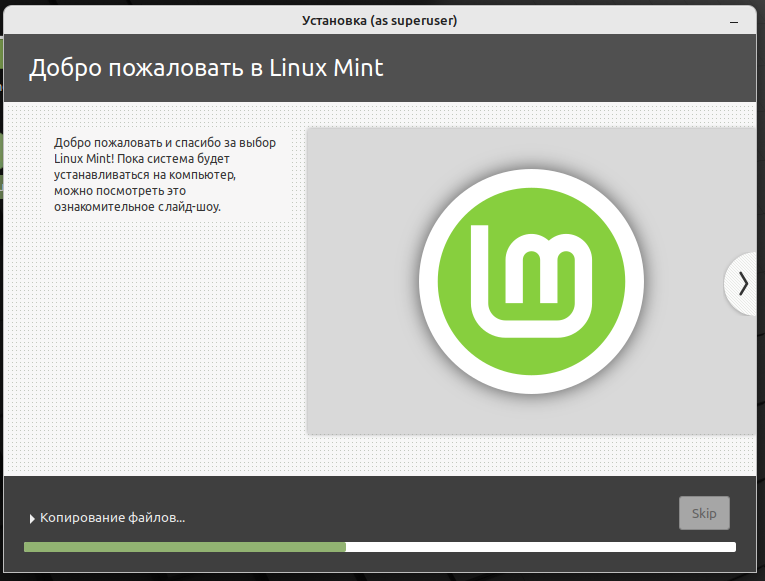 Установка (as superuser)
Добро пожаловать в Linux Mint
Добро пожаловать и спасибо за выбор
Linux Mint! Пока система будет
устанавливаться на компьютер,
можно посмотреть это
ознакомительное слайд-шоу.
Копирование файлов...
Skip